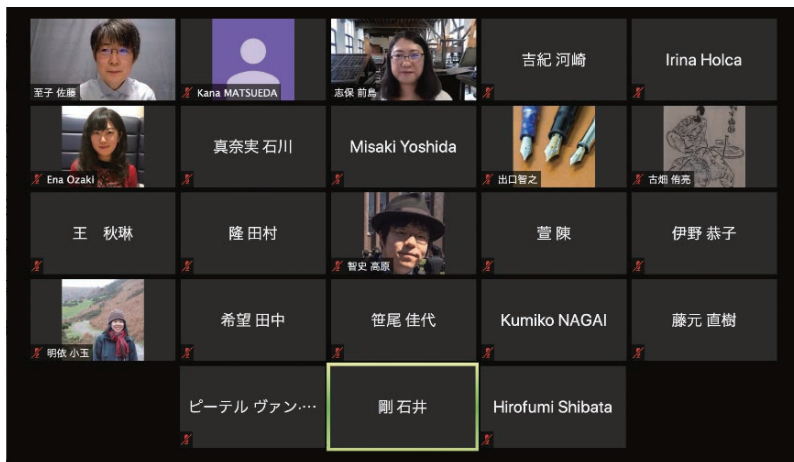 至子 佐藤
Kana MATSUEDA
志保 前島
吉紀 河崎
Irina Holca
Ena Ozaki
真奈実 石川
Misaki Yoshida
出口智之
古畑 侑亮
王 秋琳
隆 田村
智史 高原
萱 陳
伊野 恭子
明依 小玉
希望 田中
笹尾 佳代
Kumiko NAGAI
藤元 直樹
ピーテル ヴァン.…
剛 石井
Hirofumi Shibata